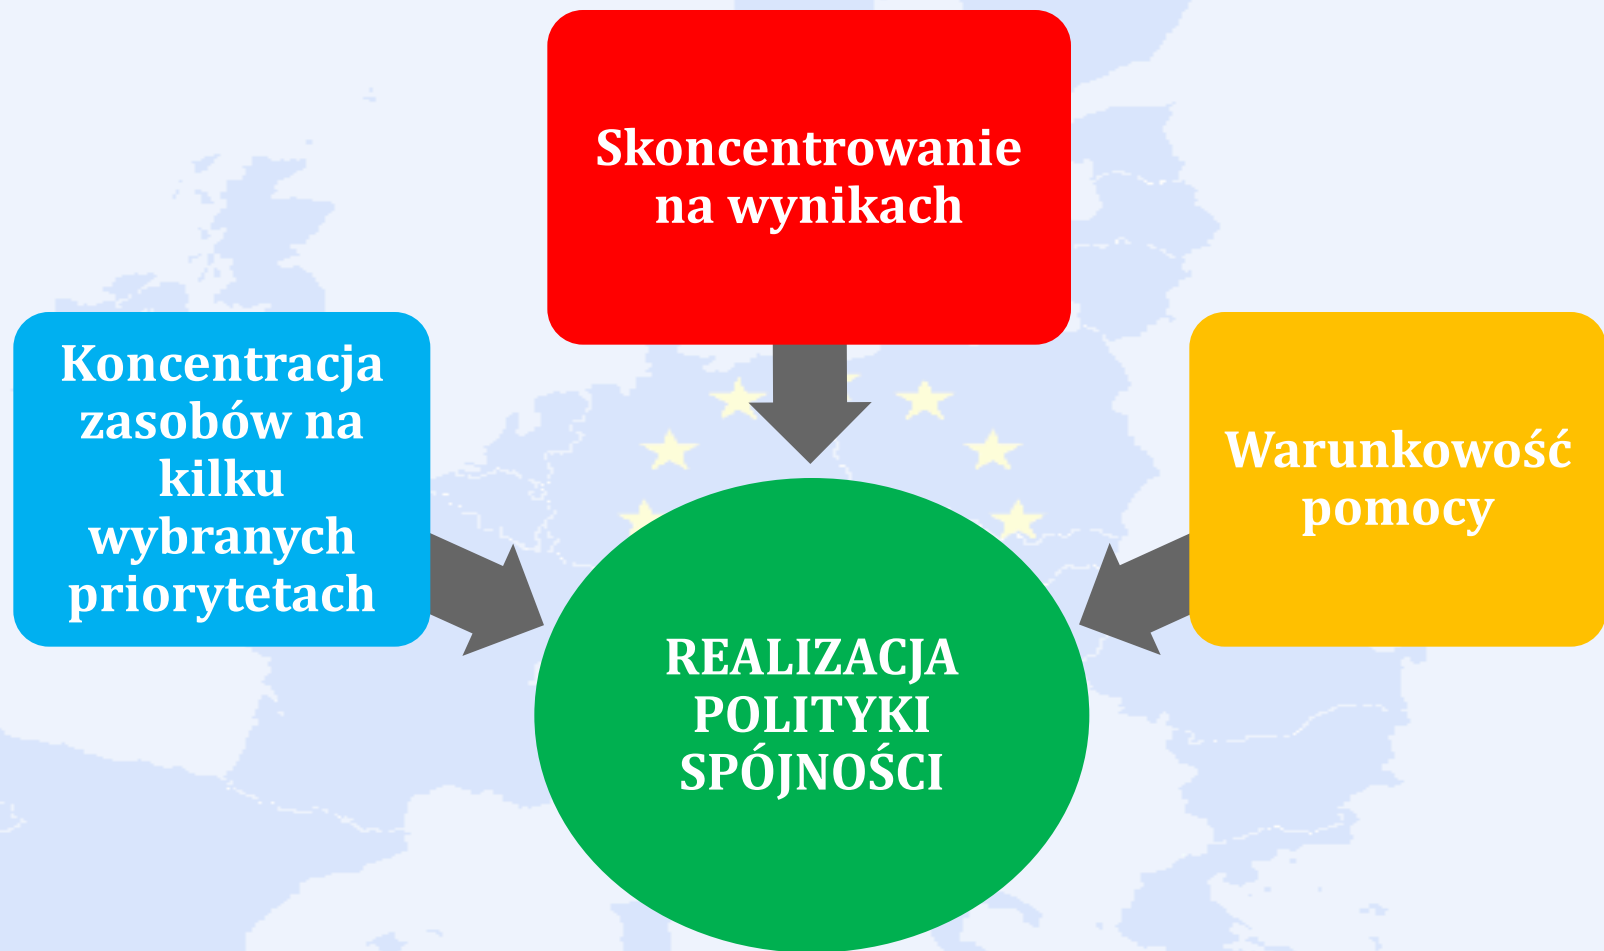 Skoncentrowanie
na wynikach
Koncentracja
zasobów na
kilku
wybranych
priorytetach
Warunkowość
pomocy
REALIZACJA
POLITYKI
SPÓJNOŚCI